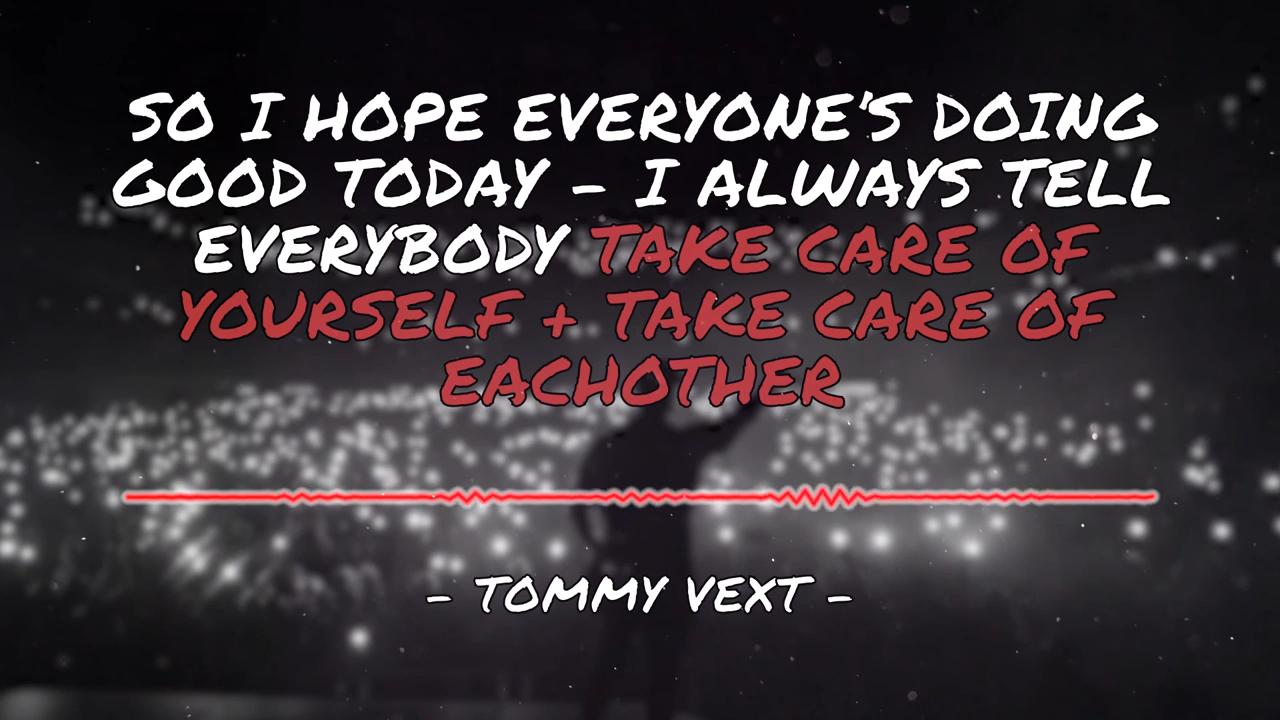 SO I HOPE EVERYONE'S DOING
GOOD TODAY - I ALWAYS TELL
EVERYBODY TAKE CARE OF
YOURSELF + TAKE CARE OF
EACHOTHER
- TOMMY VEXT -